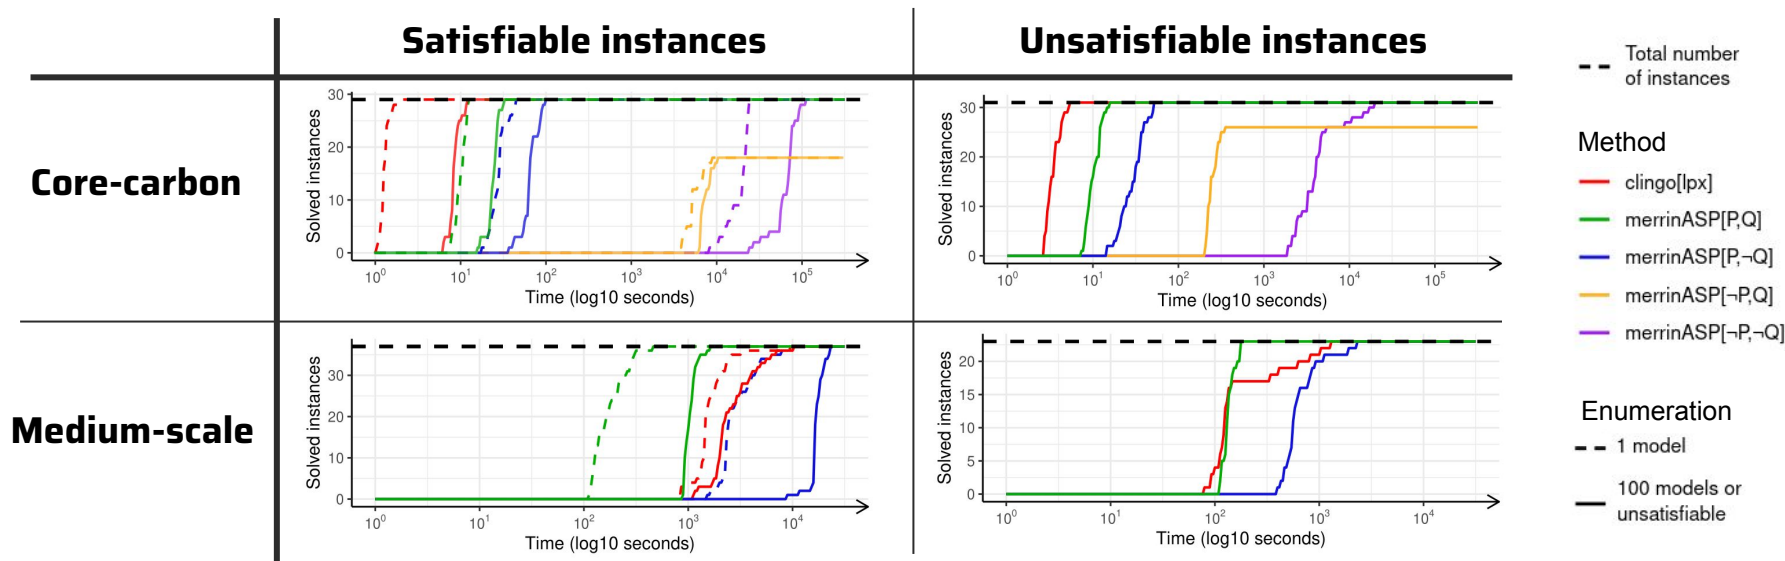 Satisfiable instances
Unsatisfiable instances
Core-carbon
Solved instances
30
20
10
0
10⁰
10¹
10²
10³
10⁴
10⁵
Time (log10 seconds)
Solved instances
30
20
10
0
10⁰
10¹
10²
10³
10⁴
10⁵
Time (log10 seconds)
Medium-scale
Solved instances
30
20
10
0
10⁰
10¹
10²
10³
10⁴
Time (log10 seconds)
Solved instances
20
15
10
5
0
10⁰
10¹
10²
10³
10⁴
Time (log10 seconds)
Total number
of instances
Method
clingo[lpx]
merrinASP[P,Q]
merrinASP[P,¬Q]
merrinASP[¬P,Q]
merrinASP[¬P,¬Q]
Enumeration
1 model
100 models or
unsatisfiable